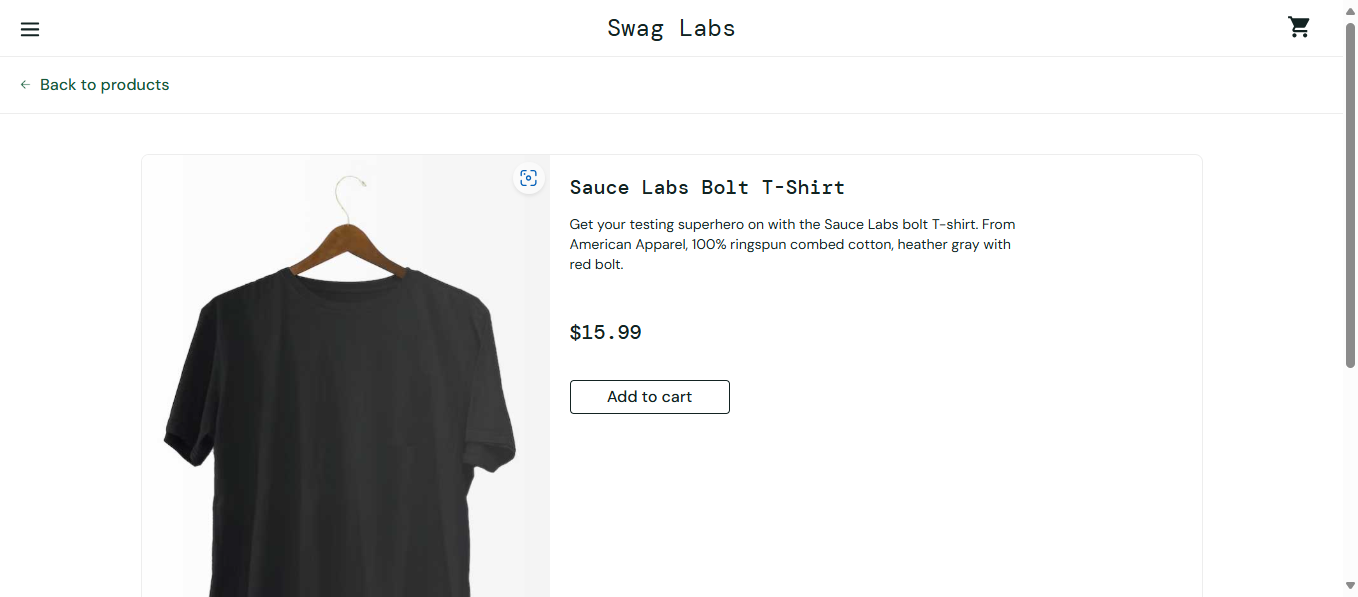 Swag Labs
Back to products
Sauce Labs Bolt T-Shirt
Get your testing superhero on with the Sauce Labs bolt T-shirt. From
American Apparel, 100% ringspun combed cotton, heather gray with
red bolt.
$15.99
Add to cart